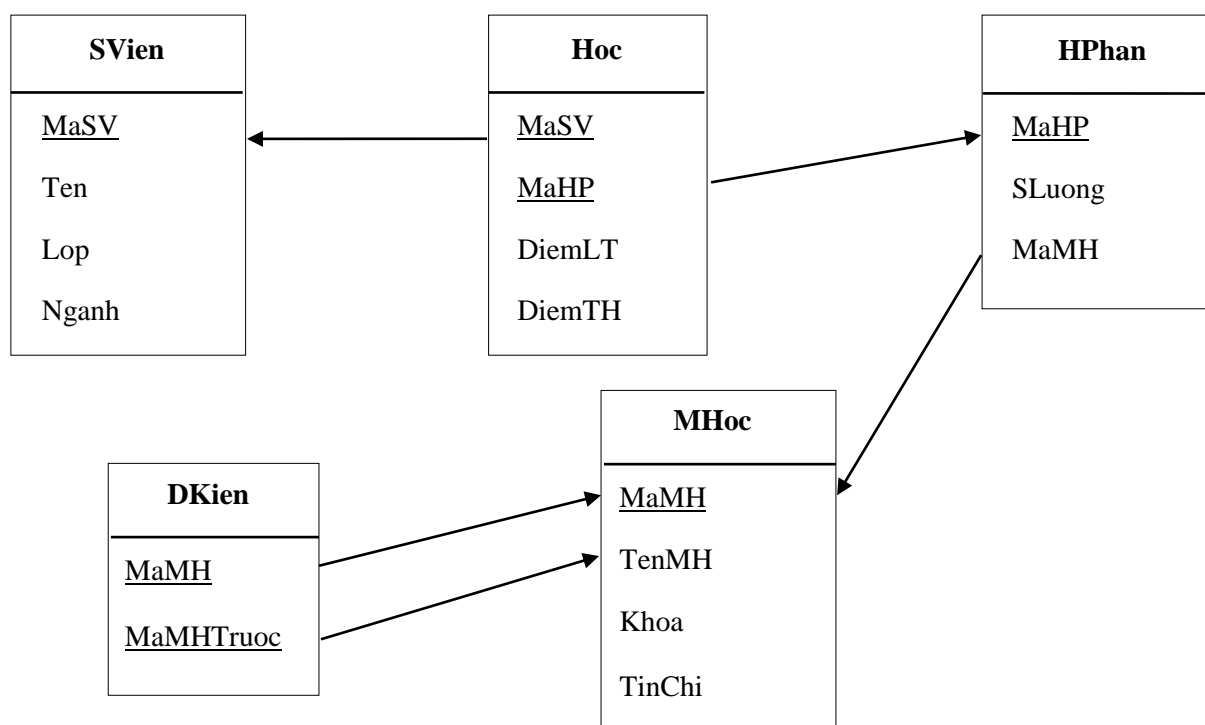 SVien
MaSV
Ten
Lop
Nganh
Hoc
MaSV
MaHP
DiemLT
DiemTH
HPhan
MaHP
SLuong
MaMH
DKien
MaMH
MaMHTruoc
MHoc
MaMH
TenMH
Khoa
TinChi